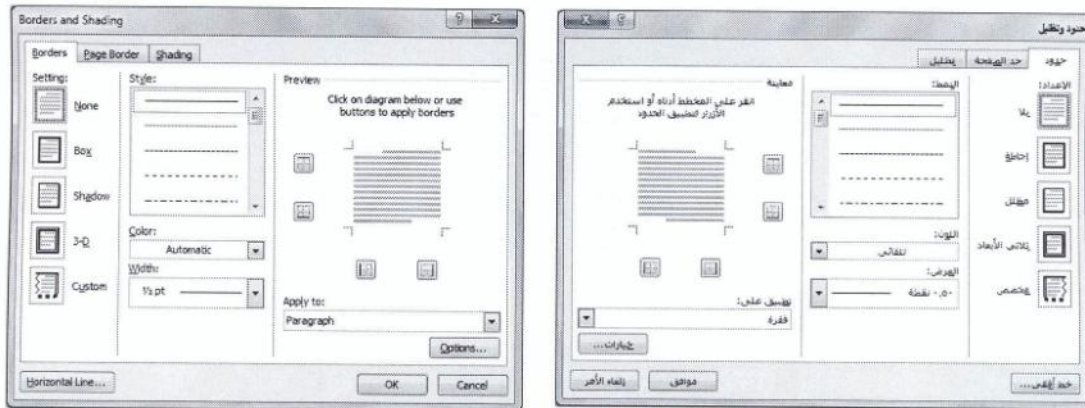 Borders and Shading
Borders
Page Border
Shading
Setting:
None
Box
Shadow
3-D
Custom
Style:
Color:
Automatic
Width:
½ pt
Preview
Click on diagram below or use
buttons to apply borders
Apply to:
Paragraph
Options...
Horizontal Line...
OK
Cancel
حدود وتظليل
حدود
حد الصفحة
تظليل
الإعداد:
بلا
إحاطة
مظلل
ثلاثي الأبعاد
مخصص
النمط:
اللون:
تلقائي
العرض:
٠,٥٠ نقطة
معاينة
انقر على المخطط أدناه أو استخدم
الأزرار لتطبيق الحدود
تطبيق على:
فقرة
خيارات...
خط أفقي...
موافق
إلغاء الأمر